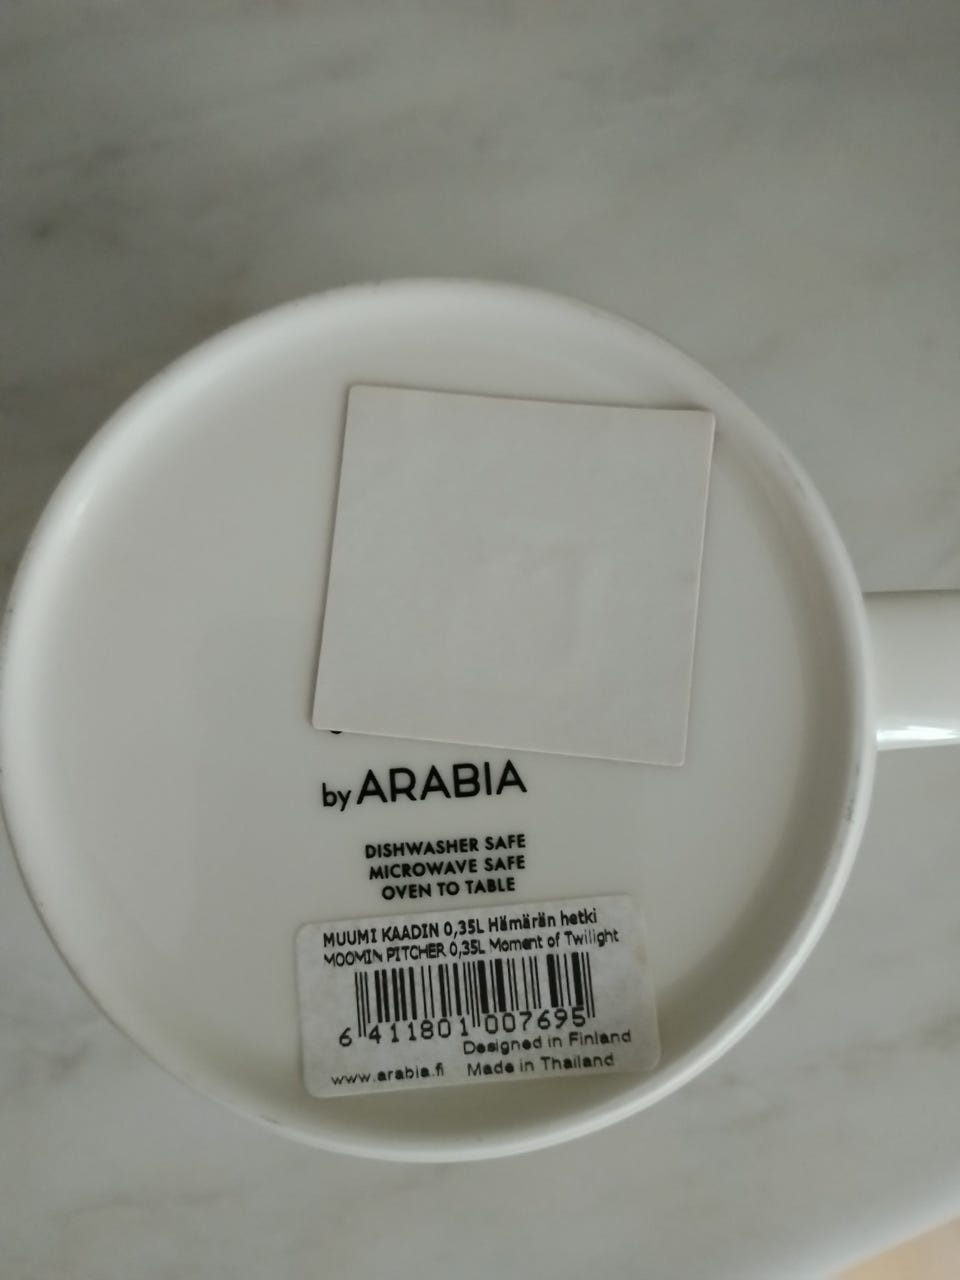 by ARABIA
DISHWASHER SAFE
MICROWAVE SAFE
OVEN TO TABLE
MUUMI KAADIN 0,35L Hämärän hetki
MOOMIN PITCHER 0,35L Moment of Twilight
6 411801 007695
Designed in Finland
www.arabia.fi Made in Thailand